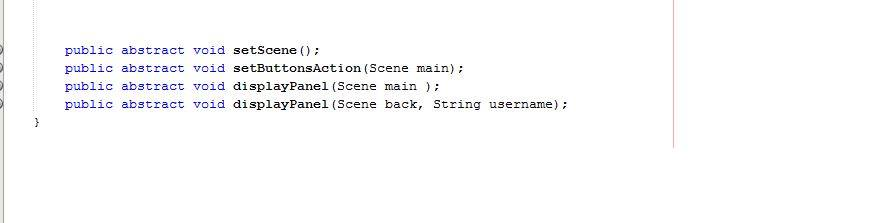 public abstract void setScene();
public abstract void setButtonsAction(Scene main);
public abstract void displayPanel(Scene main );
public abstract void displayPanel(Scene back, String username);
}